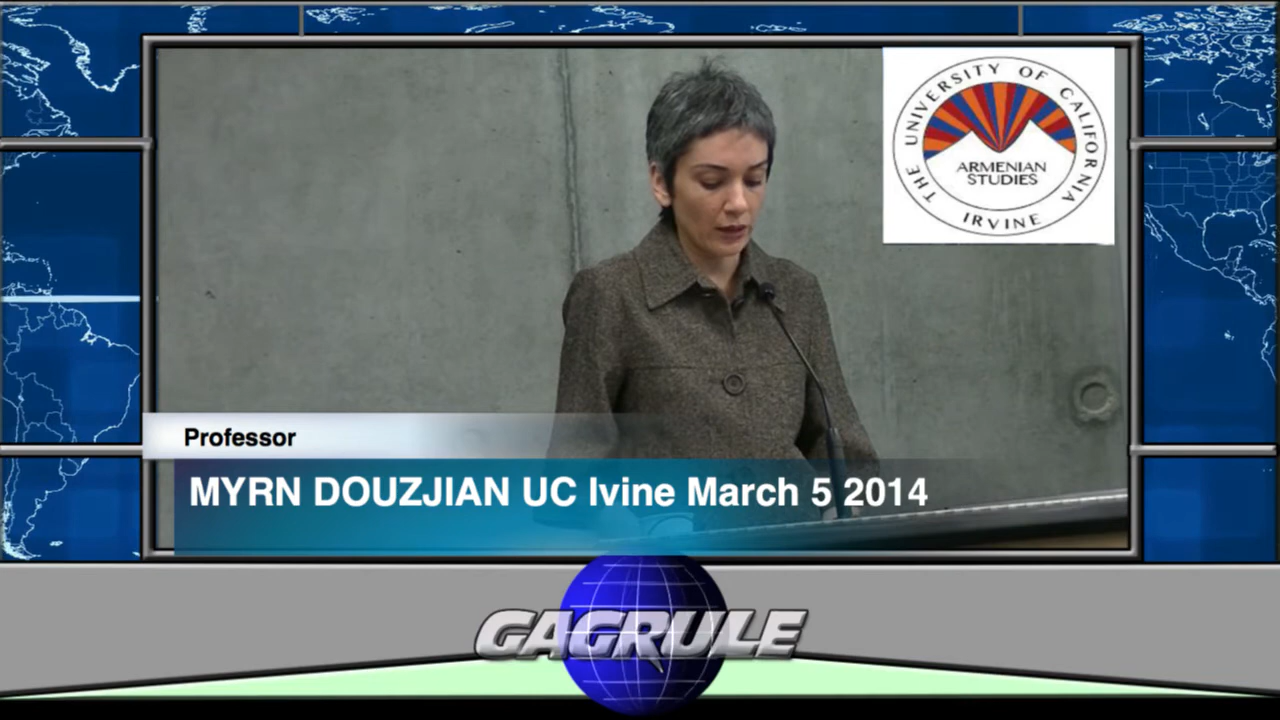 THE UNIVERSITY OF CALIFORNIA
ARMENIAN
STUDIES
IRVINE
Professor
MYRN DOUZJIAN UC Ivine March 5 2014
GAGRULE